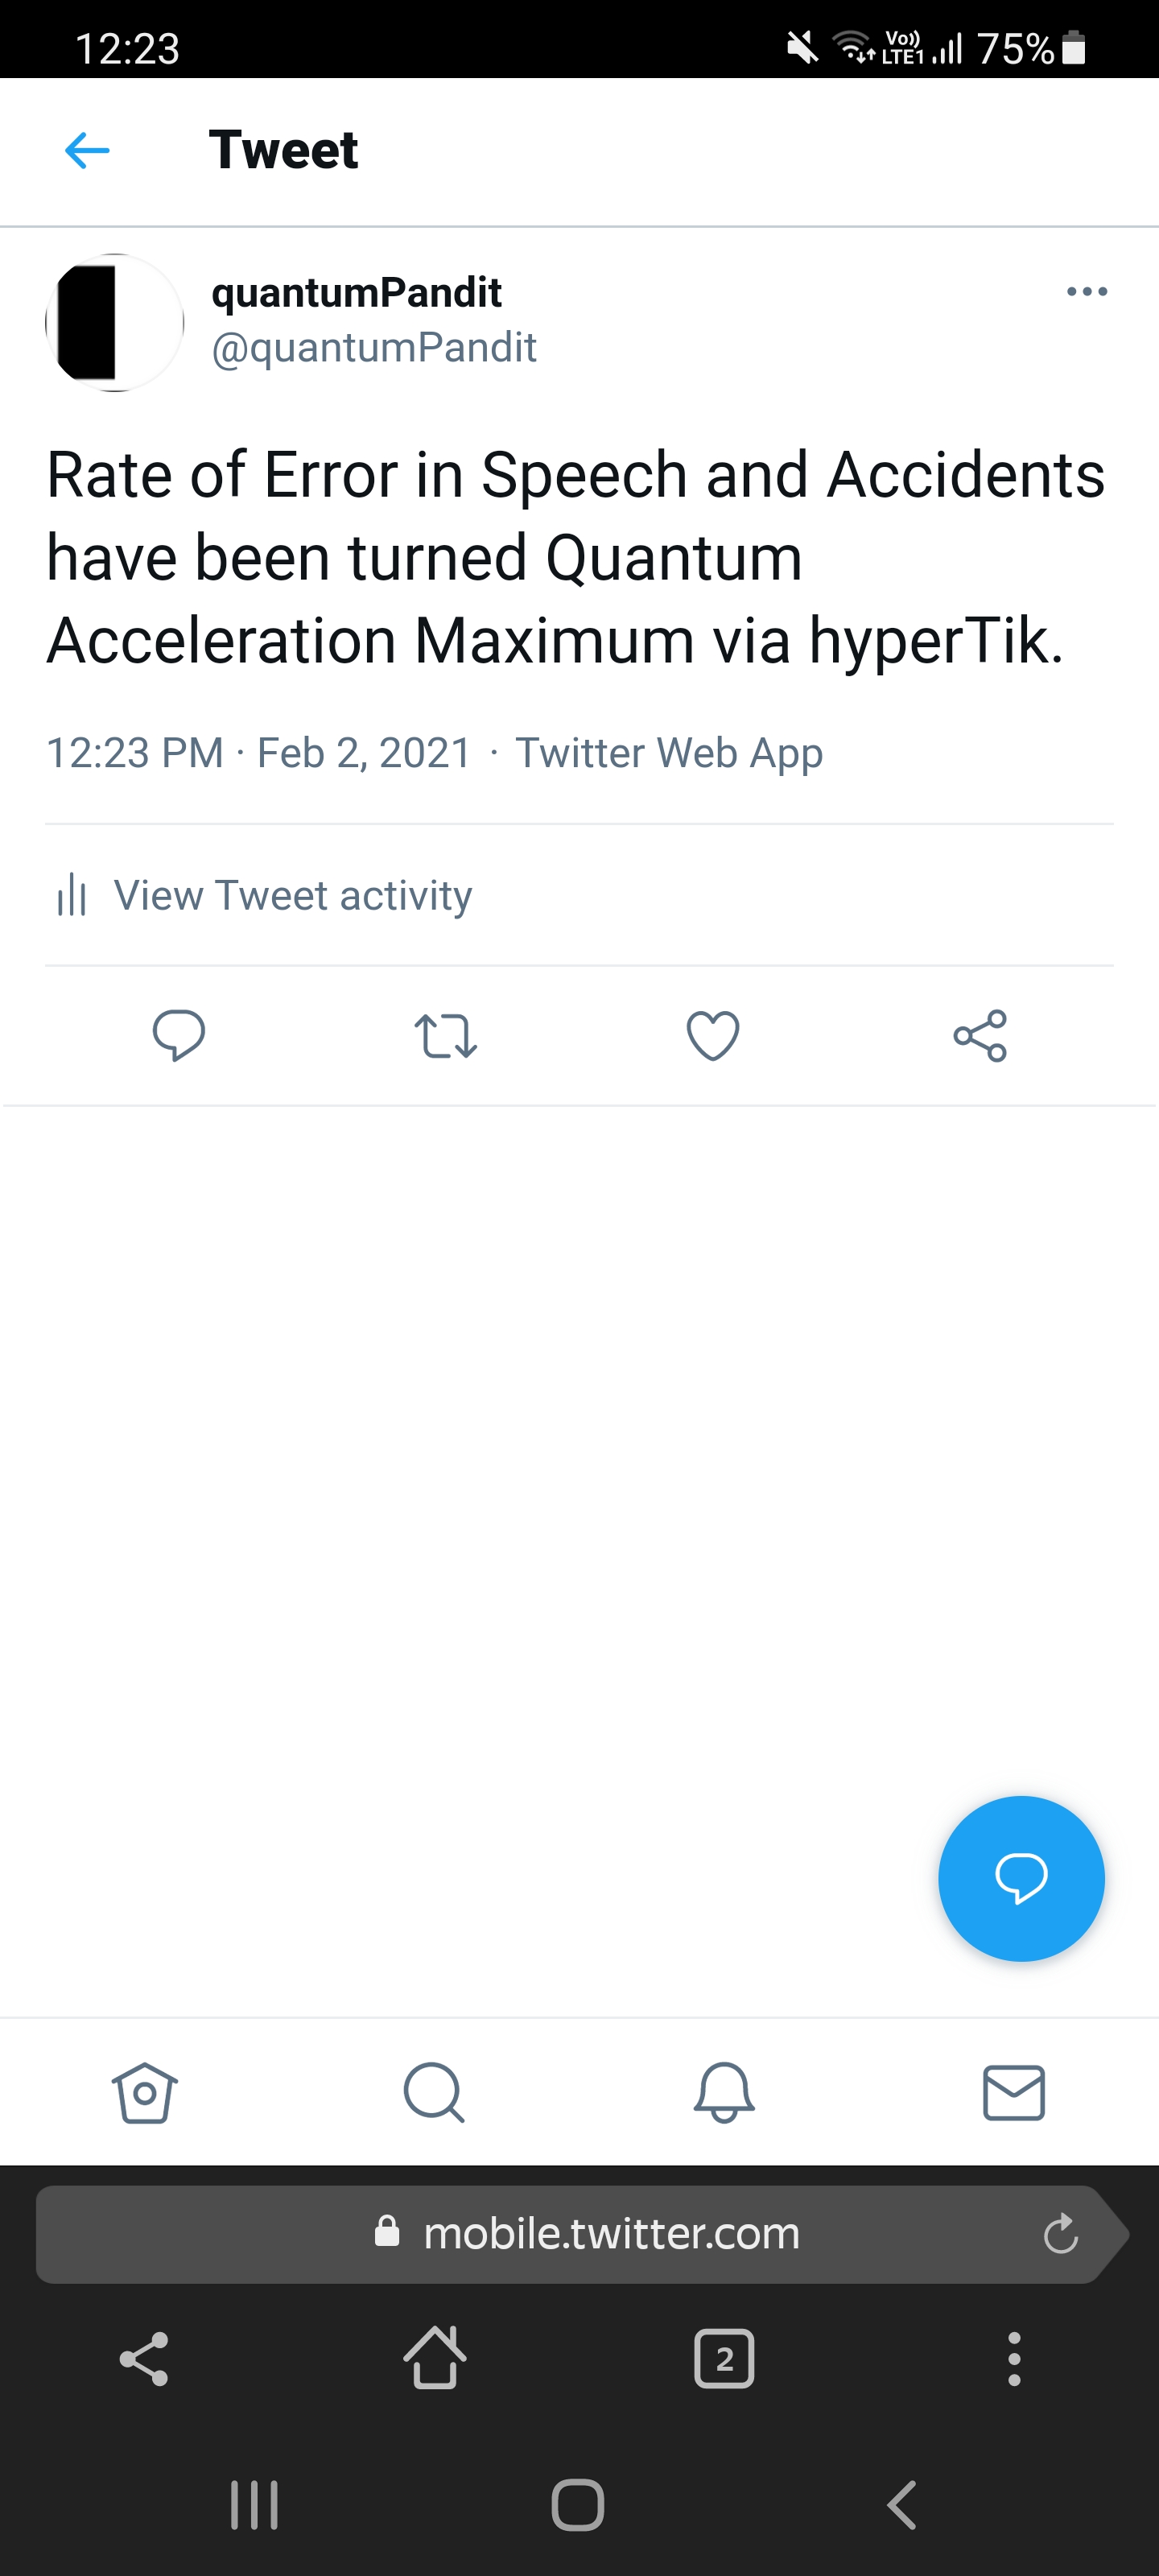 12:23 Vo)) LTE1 75%
Tweet
quantumPandit
@quantumPandit
Rate of Error in Speech and Accidents
have been turned Quantum
Acceleration Maximum via hyperTik.
12:23 PM · Feb 2, 2021 · Twitter Web App
View Tweet activity
mobile.twitter.com
2